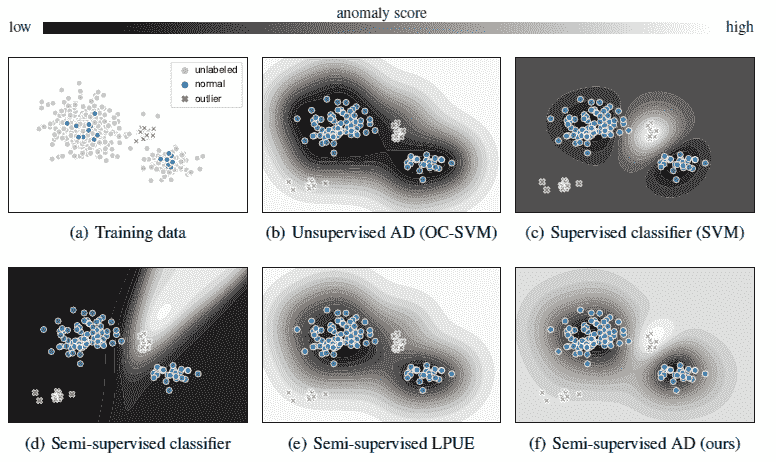 anomaly score
low high
unlabeled
normal
outlier
(a) Training data
(b) Unsupervised AD (OC-SVM)
(c) Supervised classifier (SVM)
(d) Semi-supervised classifier
(e) Semi-supervised LPUE
(f) Semi-supervised AD (ours)